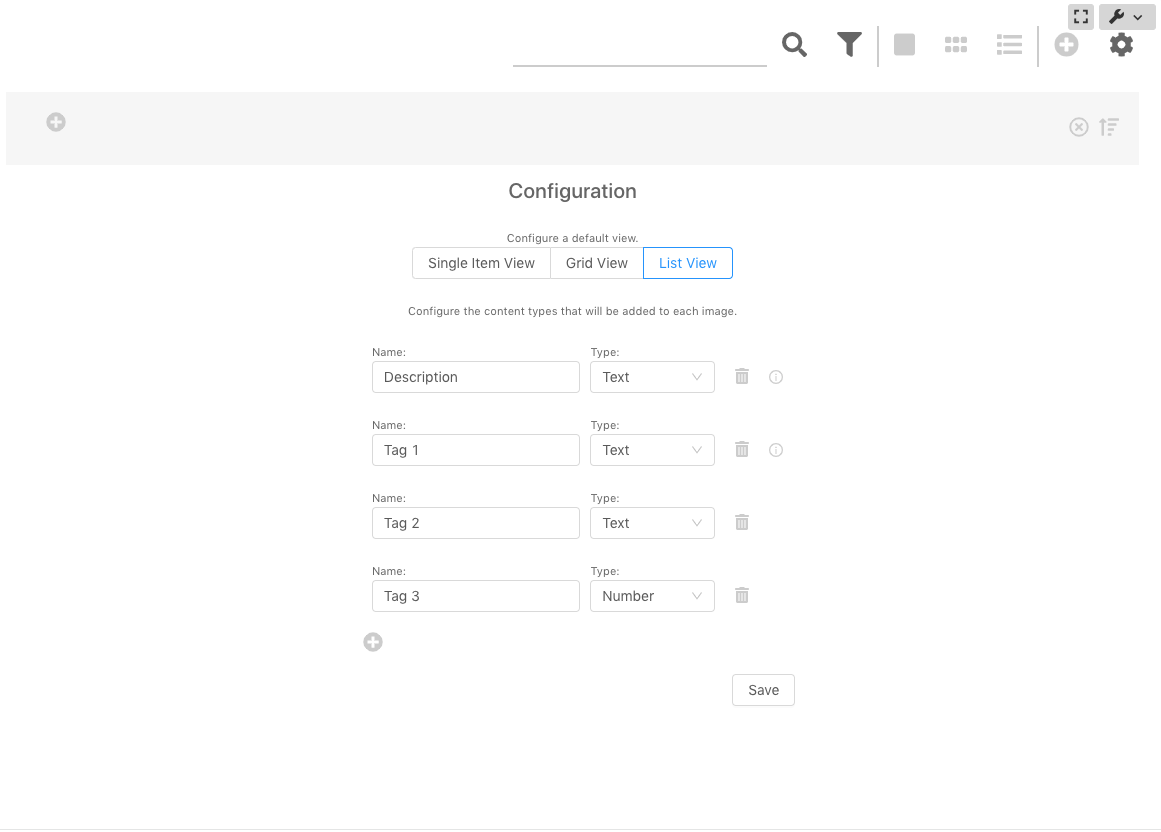 Configuration
Configure a default view.
Single Item View Grid View List View
Configure the content types that will be added to each image.
Name: Type:
Description Text
Name: Type:
Tag 1 Text
Name: Type:
Tag 2 Text
Name: Type:
Tag 3 Number
Save